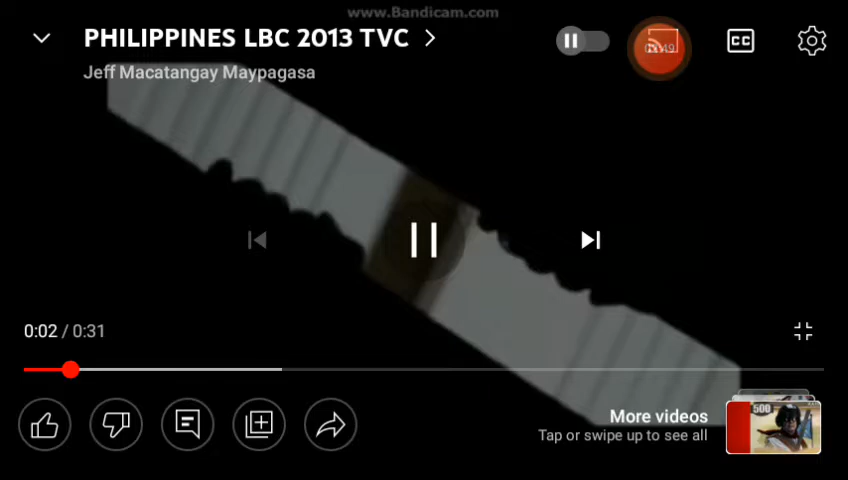 www.Bandicam.com
PHILIPPINES LBC 2013 TVC
Jeff Macatangay Maypagasa
CC
0:02 / 0:31
More videos
Tap or swipe up to see all
500